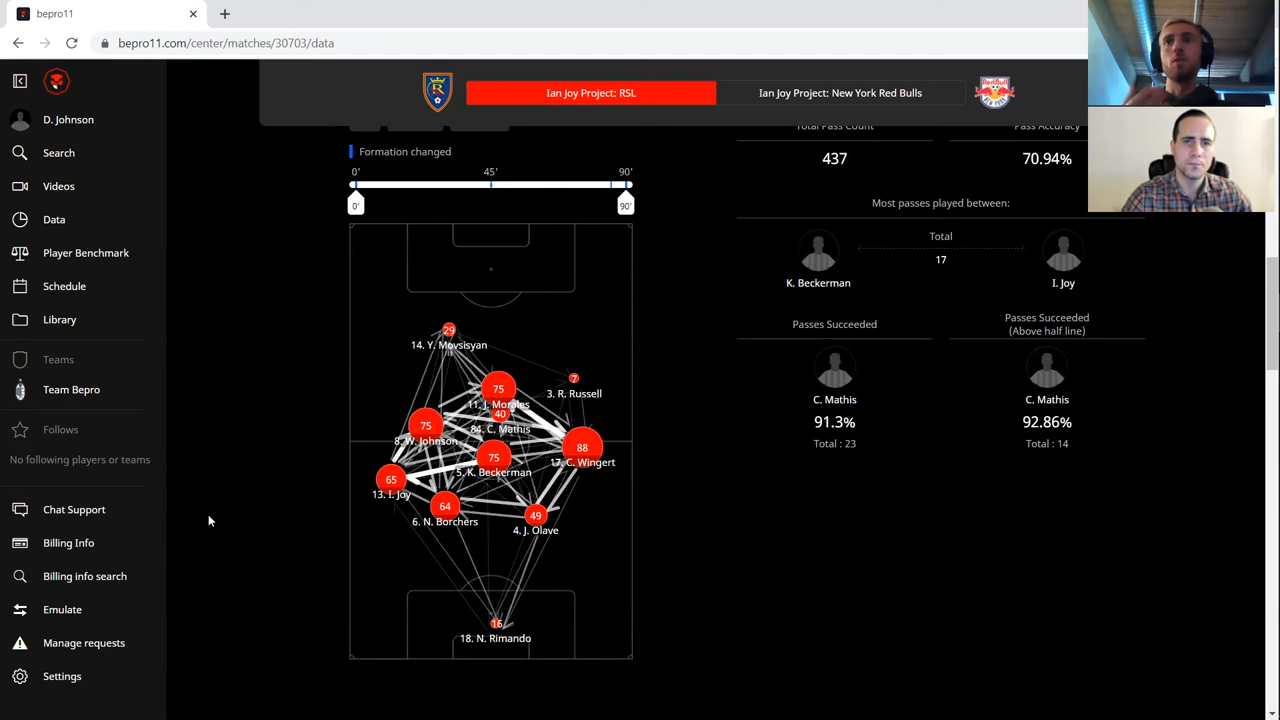 bepro11
bepro11.com/center/matches/30703/data
D. Johnson
Search
Videos
Data
Player Benchmark
Schedule
Library
Teams
Team Bepro
Follows
No following players or teams
Chat Support
Billing Info
Billing info search
Emulate
Manage requests
Settings
Ian Joy Project: RSL
Ian Joy Project: New York Red Bulls
Formation changed
0'
45'
90'
0'
90'
29
14. Y. Movsisyan
7
3. R. Russell
75
11. J. Morales
40
84. C. Mathis
75
8. W. Johnson
88
17. C. Wingert
75
5. K. Beckerman
65
13. I. Joy
64
6. N. Borchers
49
4. J. Olave
16
18. N. Rimando
Total Pass Count
Pass Accuracy
437
70.94%
Most passes played between:
Total
17
K. Beckerman
I. Joy
Passes Succeeded
Passes Succeeded
(Above half line)
C. Mathis
C. Mathis
91.3%
92.86%
Total : 23
Total : 14